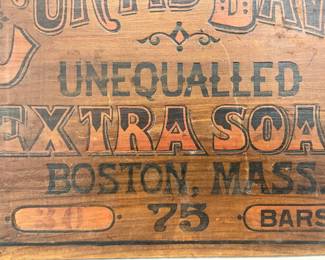 UNEQUALLED
EXTRA SOA
BOSTON, MASS.
30 75 BARS